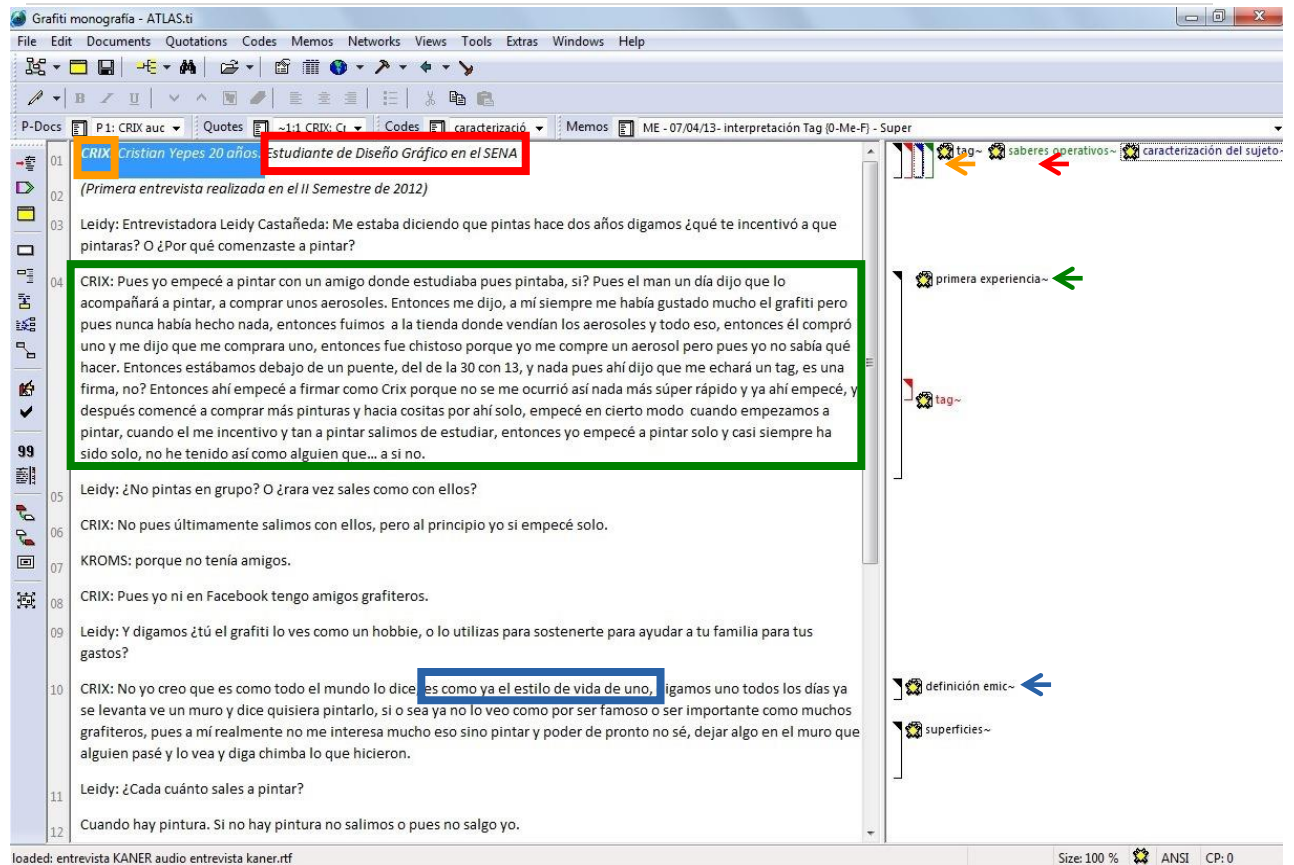 Grafiti monografía - ATLAS.ti
File Edit Documents Quotations Codes Memos Networks Views Tools Extras Windows Help
B I U
P-Docs P 1: CRIX auc Quotes ~1:1 CRIX: Cr Codes caracterizació Memos ME - 07/04/13- interpretación Tag {0-Me-F} - Super
01 CRIX: Cristian Yepes 20 años. Estudiante de Diseño Gráfico en el SENA
tag~ saberes operativos~ caracterización del sujeto~
02 (Primera entrevista realizada en el II Semestre de 2012)
03 Leidy: Entrevistadora Leidy Castañeda: Me estaba diciendo que pintas hace dos años digamos ¿qué te incentivó a que
pintaras? O ¿Por qué comenzaste a pintar?
04 CRIX: Pues yo empecé a pintar con un amigo donde estudiaba pues pintaba, si? Pues el man un día dijo que lo
primera experiencia~
acompañará a pintar, a comprar unos aerosoles. Entonces me dijo, a mí siempre me había gustado mucho el grafiti pero
pues nunca había hecho nada, entonces fuimos a la tienda donde vendían los aerosoles y todo eso, entonces él compró
uno y me dijo que me comprara uno, entonces fue chistoso porque yo me compre un aerosol pero pues yo no sabía qué
hacer. Entonces estábamos debajo de un puente, del de la 30 con 13, y nada pues ahí dijo que me echará un tag, es una
firma, no? Entonces ahí empecé a firmar como Crix porque no se me ocurrió así nada más súper rápido y ya ahí empecé, y
después comencé a comprar más pinturas y hacia cositas por ahí solo, empecé en cierto modo cuando empezamos a
tag~
pintar, cuando el me incentivo y tan a pintar salimos de estudiar, entonces yo empecé a pintar solo y casi siempre ha
sido solo, no he tenido así como alguien que... a si no.
99
05 Leidy: ¿No pintas en grupo? O ¿rara vez sales como con ellos?
06 CRIX: No pues últimamente salimos con ellos, pero al principio yo si empecé solo.
07 KROMS: porque no tenía amigos.
08 CRIX: Pues yo ni en Facebook tengo amigos grafiteros.
09 Leidy: Y digamos ¿tú el grafiti lo ves como un hobbie, o lo utilizas para sostenerte para ayudar a tu familia para tus
gastos?
10 CRIX: No yo creo que es como todo el mundo lo dice, es como ya el estilo de vida de uno, digamos uno todos los días ya
definición emic~
se levanta ve un muro y dice quisiera pintarlo, si o sea ya no lo veo como por ser famoso o ser importante como muchos
grafiteros, pues a mí realmente no me interesa mucho eso sino pintar y poder de pronto no sé, dejar algo en el muro que
superficies~
alguien pasé y lo vea y diga chimba lo que hicieron.
11 Leidy: ¿Cada cuánto sales a pintar?
12 Cuando hay pintura. Si no hay pintura no salimos o pues no salgo yo.
loaded: entrevista KANER audio entrevista kaner.rtf Size: 100 % ANSI CP: 0